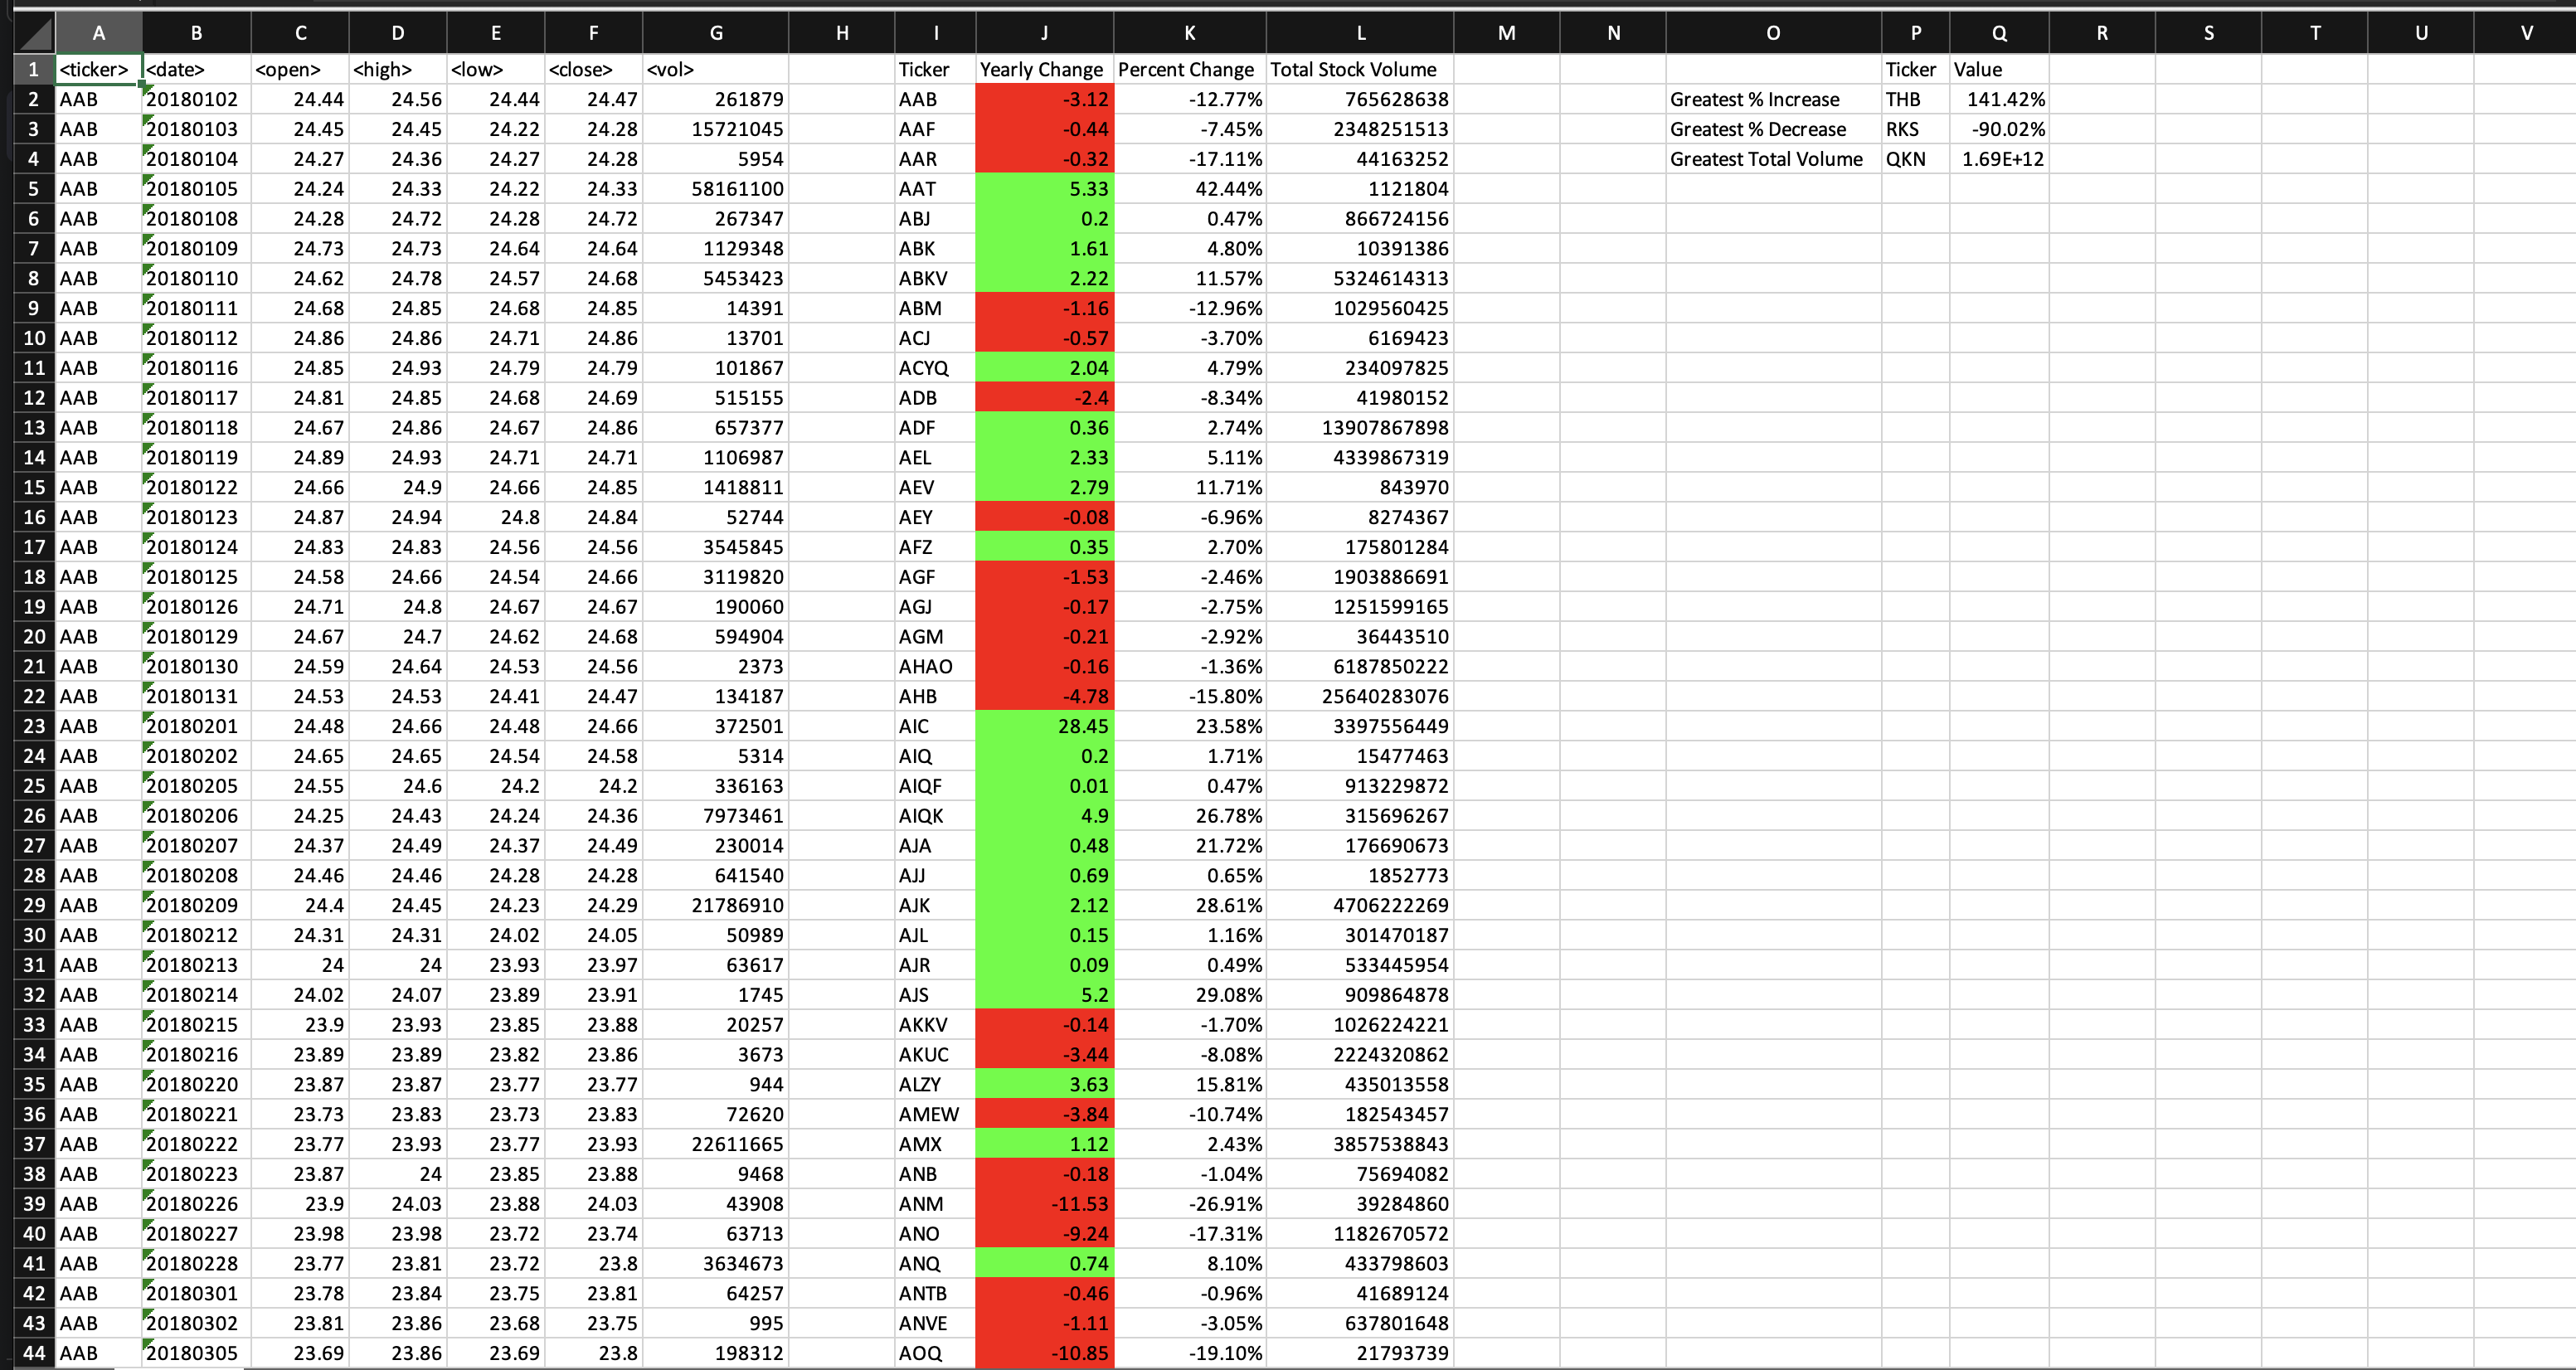 A B C D E F G H I J K L M N O P Q R S T U V
1 <ticker> <date> <open> <high> <low> <close> <vol> Ticker Yearly Change Percent Change Total Stock Volume Ticker Value
2 AAB 20180102 24.44 24.56 24.44 24.47 261879 AAB -3.12 -12.77% 765628638 Greatest % Increase THB 141.42%
3 AAB 20180103 24.45 24.45 24.22 24.28 15721045 AAF -0.44 -7.45% 2348251513 Greatest % Decrease RKS -90.02%
4 AAB 20180104 24.27 24.36 24.27 24.28 5954 AAR -0.32 -17.11% 44163252 Greatest Total Volume QKN 1.69E+12
5 AAB 20180105 24.24 24.33 24.22 24.33 58161100 AAT 5.33 42.44% 1121804
6 AAB 20180108 24.28 24.72 24.28 24.72 267347 ABJ 0.2 0.47% 866724156
7 AAB 20180109 24.73 24.73 24.64 24.64 1129348 ABK 1.61 4.80% 10391386
8 AAB 20180110 24.62 24.78 24.57 24.68 5453423 ABKV 2.22 11.57% 5324614313
9 AAB 20180111 24.68 24.85 24.68 24.85 14391 ABM -1.16 -12.96% 1029560425
10 AAB 20180112 24.86 24.86 24.71 24.86 13701 ACJ -0.57 -3.70% 6169423
11 AAB 20180116 24.85 24.93 24.79 24.79 101867 ACYQ 2.04 4.79% 234097825
12 AAB 20180117 24.81 24.85 24.68 24.69 515155 ADB -2.4 -8.34% 41980152
13 AAB 20180118 24.67 24.86 24.67 24.86 657377 ADF 0.36 2.74% 13907867898
14 AAB 20180119 24.89 24.93 24.71 24.71 1106987 AEL 2.33 5.11% 4339867319
15 AAB 20180122 24.66 24.9 24.66 24.85 1418811 AEV 2.79 11.71% 843970
16 AAB 20180123 24.87 24.94 24.8 24.84 52744 AEY -0.08 -6.96% 8274367
17 AAB 20180124 24.83 24.83 24.56 24.56 3545845 AFZ 0.35 2.70% 175801284
18 AAB 20180125 24.58 24.66 24.54 24.66 3119820 AGF -1.53 -2.46% 1903886691
19 AAB 20180126 24.71 24.8 24.67 24.67 190060 AGJ -0.17 -2.75% 1251599165
20 AAB 20180129 24.67 24.7 24.62 24.68 594904 AGM -0.21 -2.92% 36443510
21 AAB 20180130 24.59 24.64 24.53 24.56 2373 AHAO -0.16 -1.36% 6187850222
22 AAB 20180131 24.53 24.53 24.41 24.47 134187 AHB -4.78 -15.80% 25640283076
23 AAB 20180201 24.48 24.66 24.48 24.66 372501 AIC 28.45 23.58% 3397556449
24 AAB 20180202 24.65 24.65 24.54 24.58 5314 AIQ 0.2 1.71% 15477463
25 AAB 20180205 24.55 24.6 24.2 24.2 336163 AIQF 0.01 0.47% 913229872
26 AAB 20180206 24.25 24.43 24.24 24.36 7973461 AIQK 4.9 26.78% 315696267
27 AAB 20180207 24.37 24.49 24.37 24.49 230014 AJA 0.48 21.72% 176690673
28 AAB 20180208 24.46 24.46 24.28 24.28 641540 AJJ 0.69 0.65% 1852773
29 AAB 20180209 24.4 24.45 24.23 24.29 21786910 AJK 2.12 28.61% 4706222269
30 AAB 20180212 24.31 24.31 24.02 24.05 50989 AJL 0.15 1.16% 301470187
31 AAB 20180213 24 24 23.93 23.97 63617 AJR 0.09 0.49% 533445954
32 AAB 20180214 24.02 24.07 23.89 23.91 1745 AJS 5.2 29.08% 909864878
33 AAB 20180215 23.9 23.93 23.85 23.88 20257 AKKV -0.14 -1.70% 1026224221
34 AAB 20180216 23.89 23.89 23.82 23.86 3673 AKUC -3.44 -8.08% 2224320862
35 AAB 20180220 23.87 23.87 23.77 23.77 944 ALZY 3.63 15.81% 435013558
36 AAB 20180221 23.73 23.83 23.73 23.83 72620 AMEW -3.84 -10.74% 182543457
37 AAB 20180222 23.77 23.93 23.77 23.93 22611665 AMX 1.12 2.43% 3857538843
38 AAB 20180223 23.87 24 23.85 23.88 9468 ANB -0.18 -1.04% 75694082
39 AAB 20180226 23.9 24.03 23.88 24.03 43908 ANM -11.53 -26.91% 39284860
40 AAB 20180227 23.98 23.98 23.72 23.74 63713 ANO -9.24 -17.31% 1182670572
41 AAB 20180228 23.77 23.81 23.72 23.8 3634673 ANQ 0.74 8.10% 433798603
42 AAB 20180301 23.78 23.84 23.75 23.81 64257 ANTB -0.46 -0.96% 41689124
43 AAB 20180302 23.81 23.86 23.68 23.75 995 ANVE -1.11 -3.05% 637801648
44 AAB 20180305 23.69 23.86 23.69 23.8 198312 AOQ -10.85 -19.10% 21793739